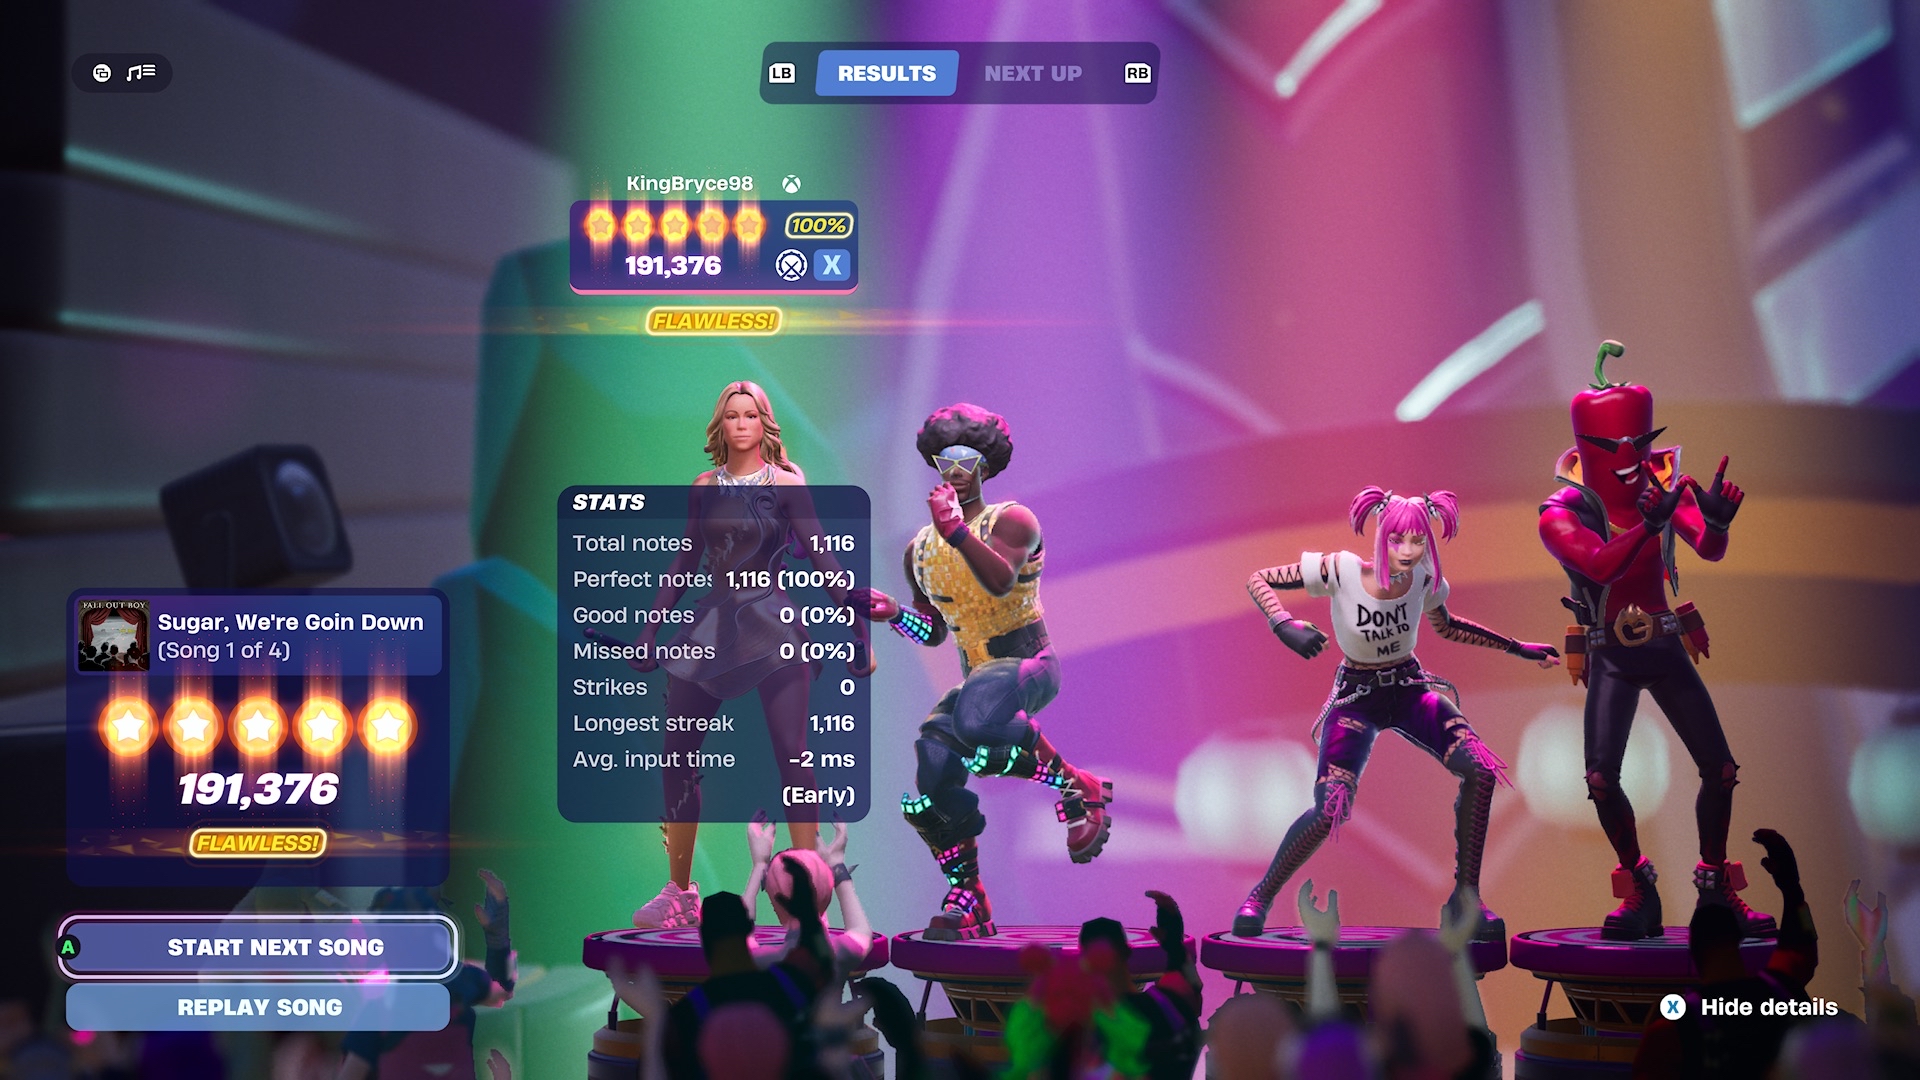 LB
RESULTS
NEXT UP
RB
KingBryce98
100%
191,376
X
FLAWLESS!
STATS
Total notes 1,116
Perfect notes 1,116 (100%)
Good notes 0 (0%)
Missed notes 0 (0%)
Strikes 0
Longest streak 1,116
Avg. input time -2 ms
(Early)
FALL OUT BOY
Sugar, We're Goin Down
(Song 1 of 4)
191,376
FLAWLESS!
A START NEXT SONG
REPLAY SONG
DON'T
TALK TO
ME
X Hide details